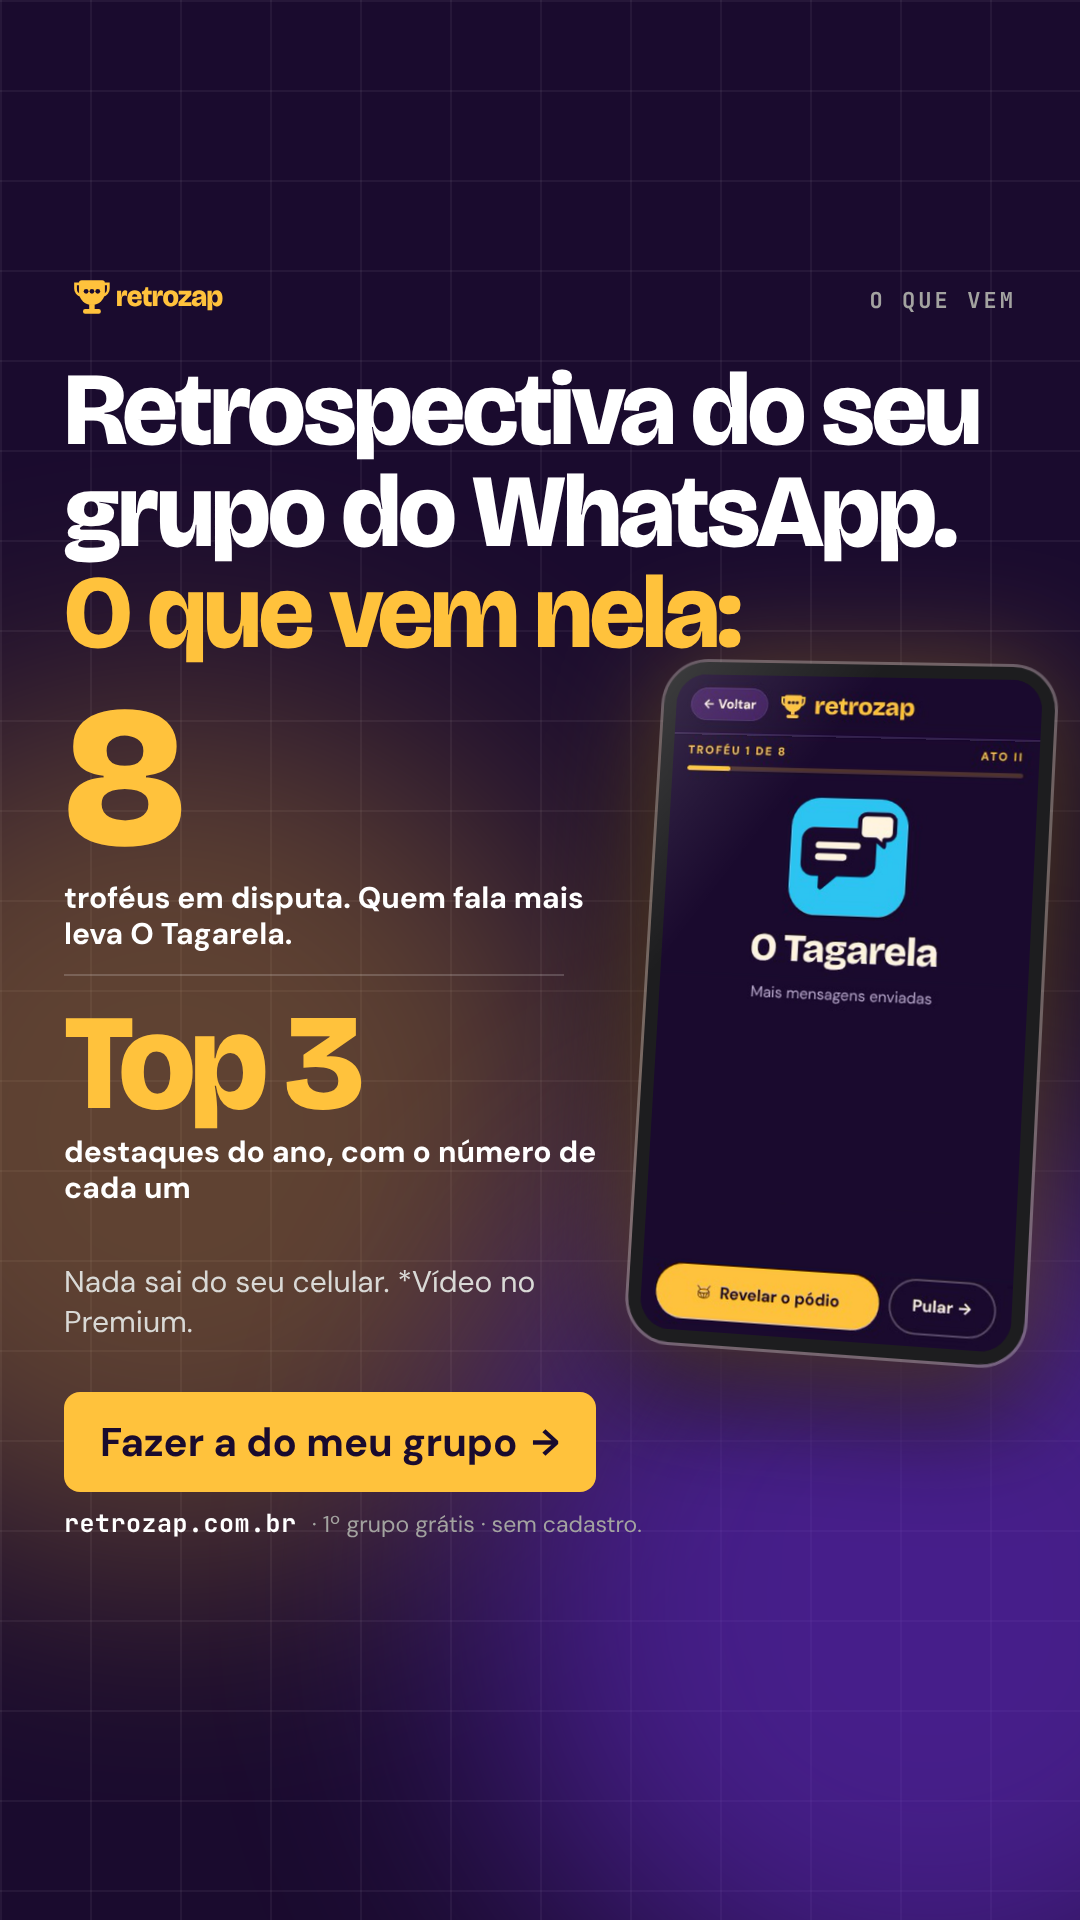 retrozap
O QUE VEM
Retrospectiva do seu
grupo do WhatsApp.
O que vem nela:
8
troféus em disputa. Quem fala mais
leva O Tagarela.
Top 3
destaques do ano, com o número de
cada um
Nada sai do seu celular. *Vídeo no
Premium.
Fazer a do meu grupo →
retrozap.com.br · 1º grupo grátis · sem cadastro.
← Voltar
retrozap
TROFÉU 1 DE 8
ATO II
O Tagarela
Mais mensagens enviadas
Revelar o pódio
Pular →